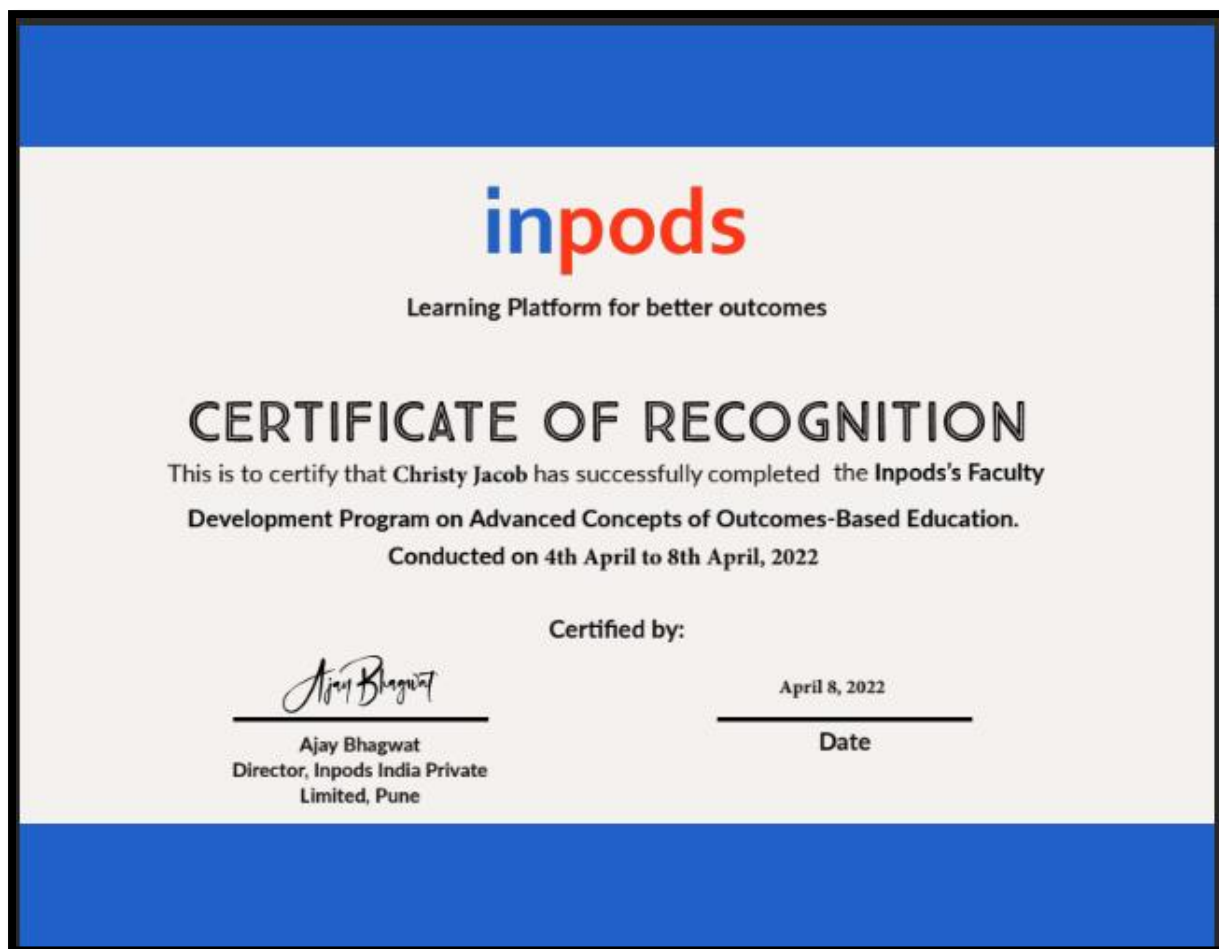 inpods
Learning Platform for better outcomes
CERTIFICATE OF RECOGNITION
This is to certify that Christy Jacob has successfully completed the Inpods's Faculty
Development Program on Advanced Concepts of Outcomes-Based Education.
Conducted on 4th April to 8th April, 2022
Certified by:
Ajay Bhagwat
April 8, 2022
Ajay Bhagwat
Date
Director, Inpods India Private
Limited, Pune